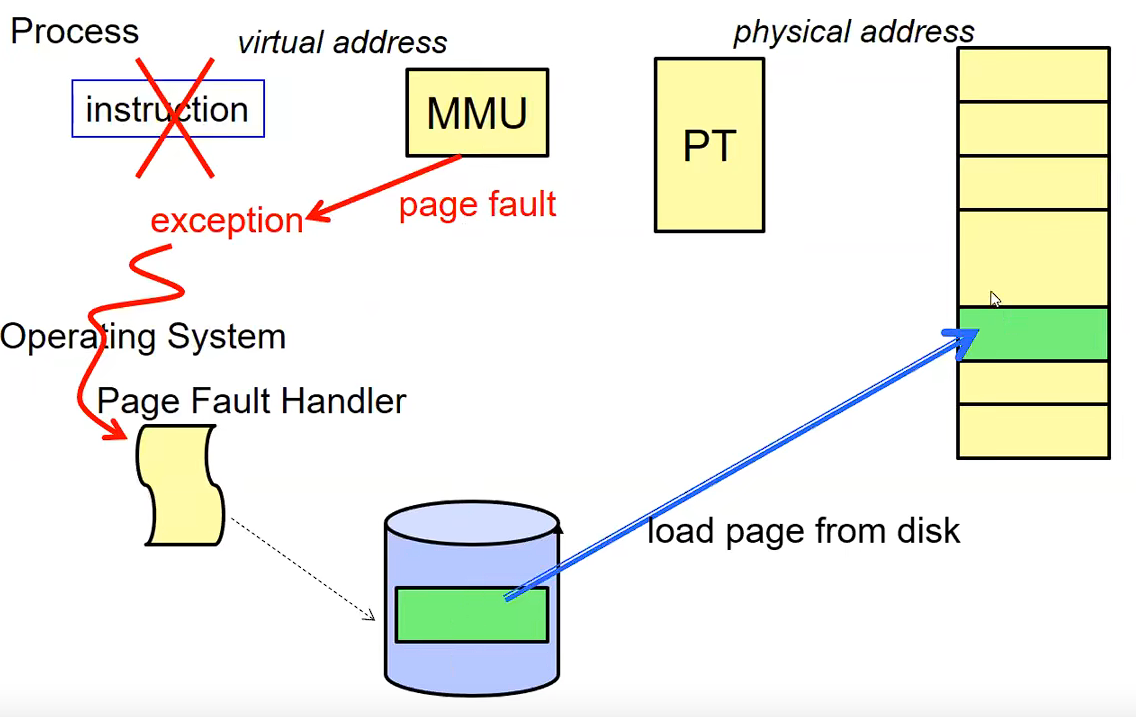 Process
virtual address
physical address
instruction
MMU
PT
page fault
exception
Operating System
Page Fault Handler
load page from disk